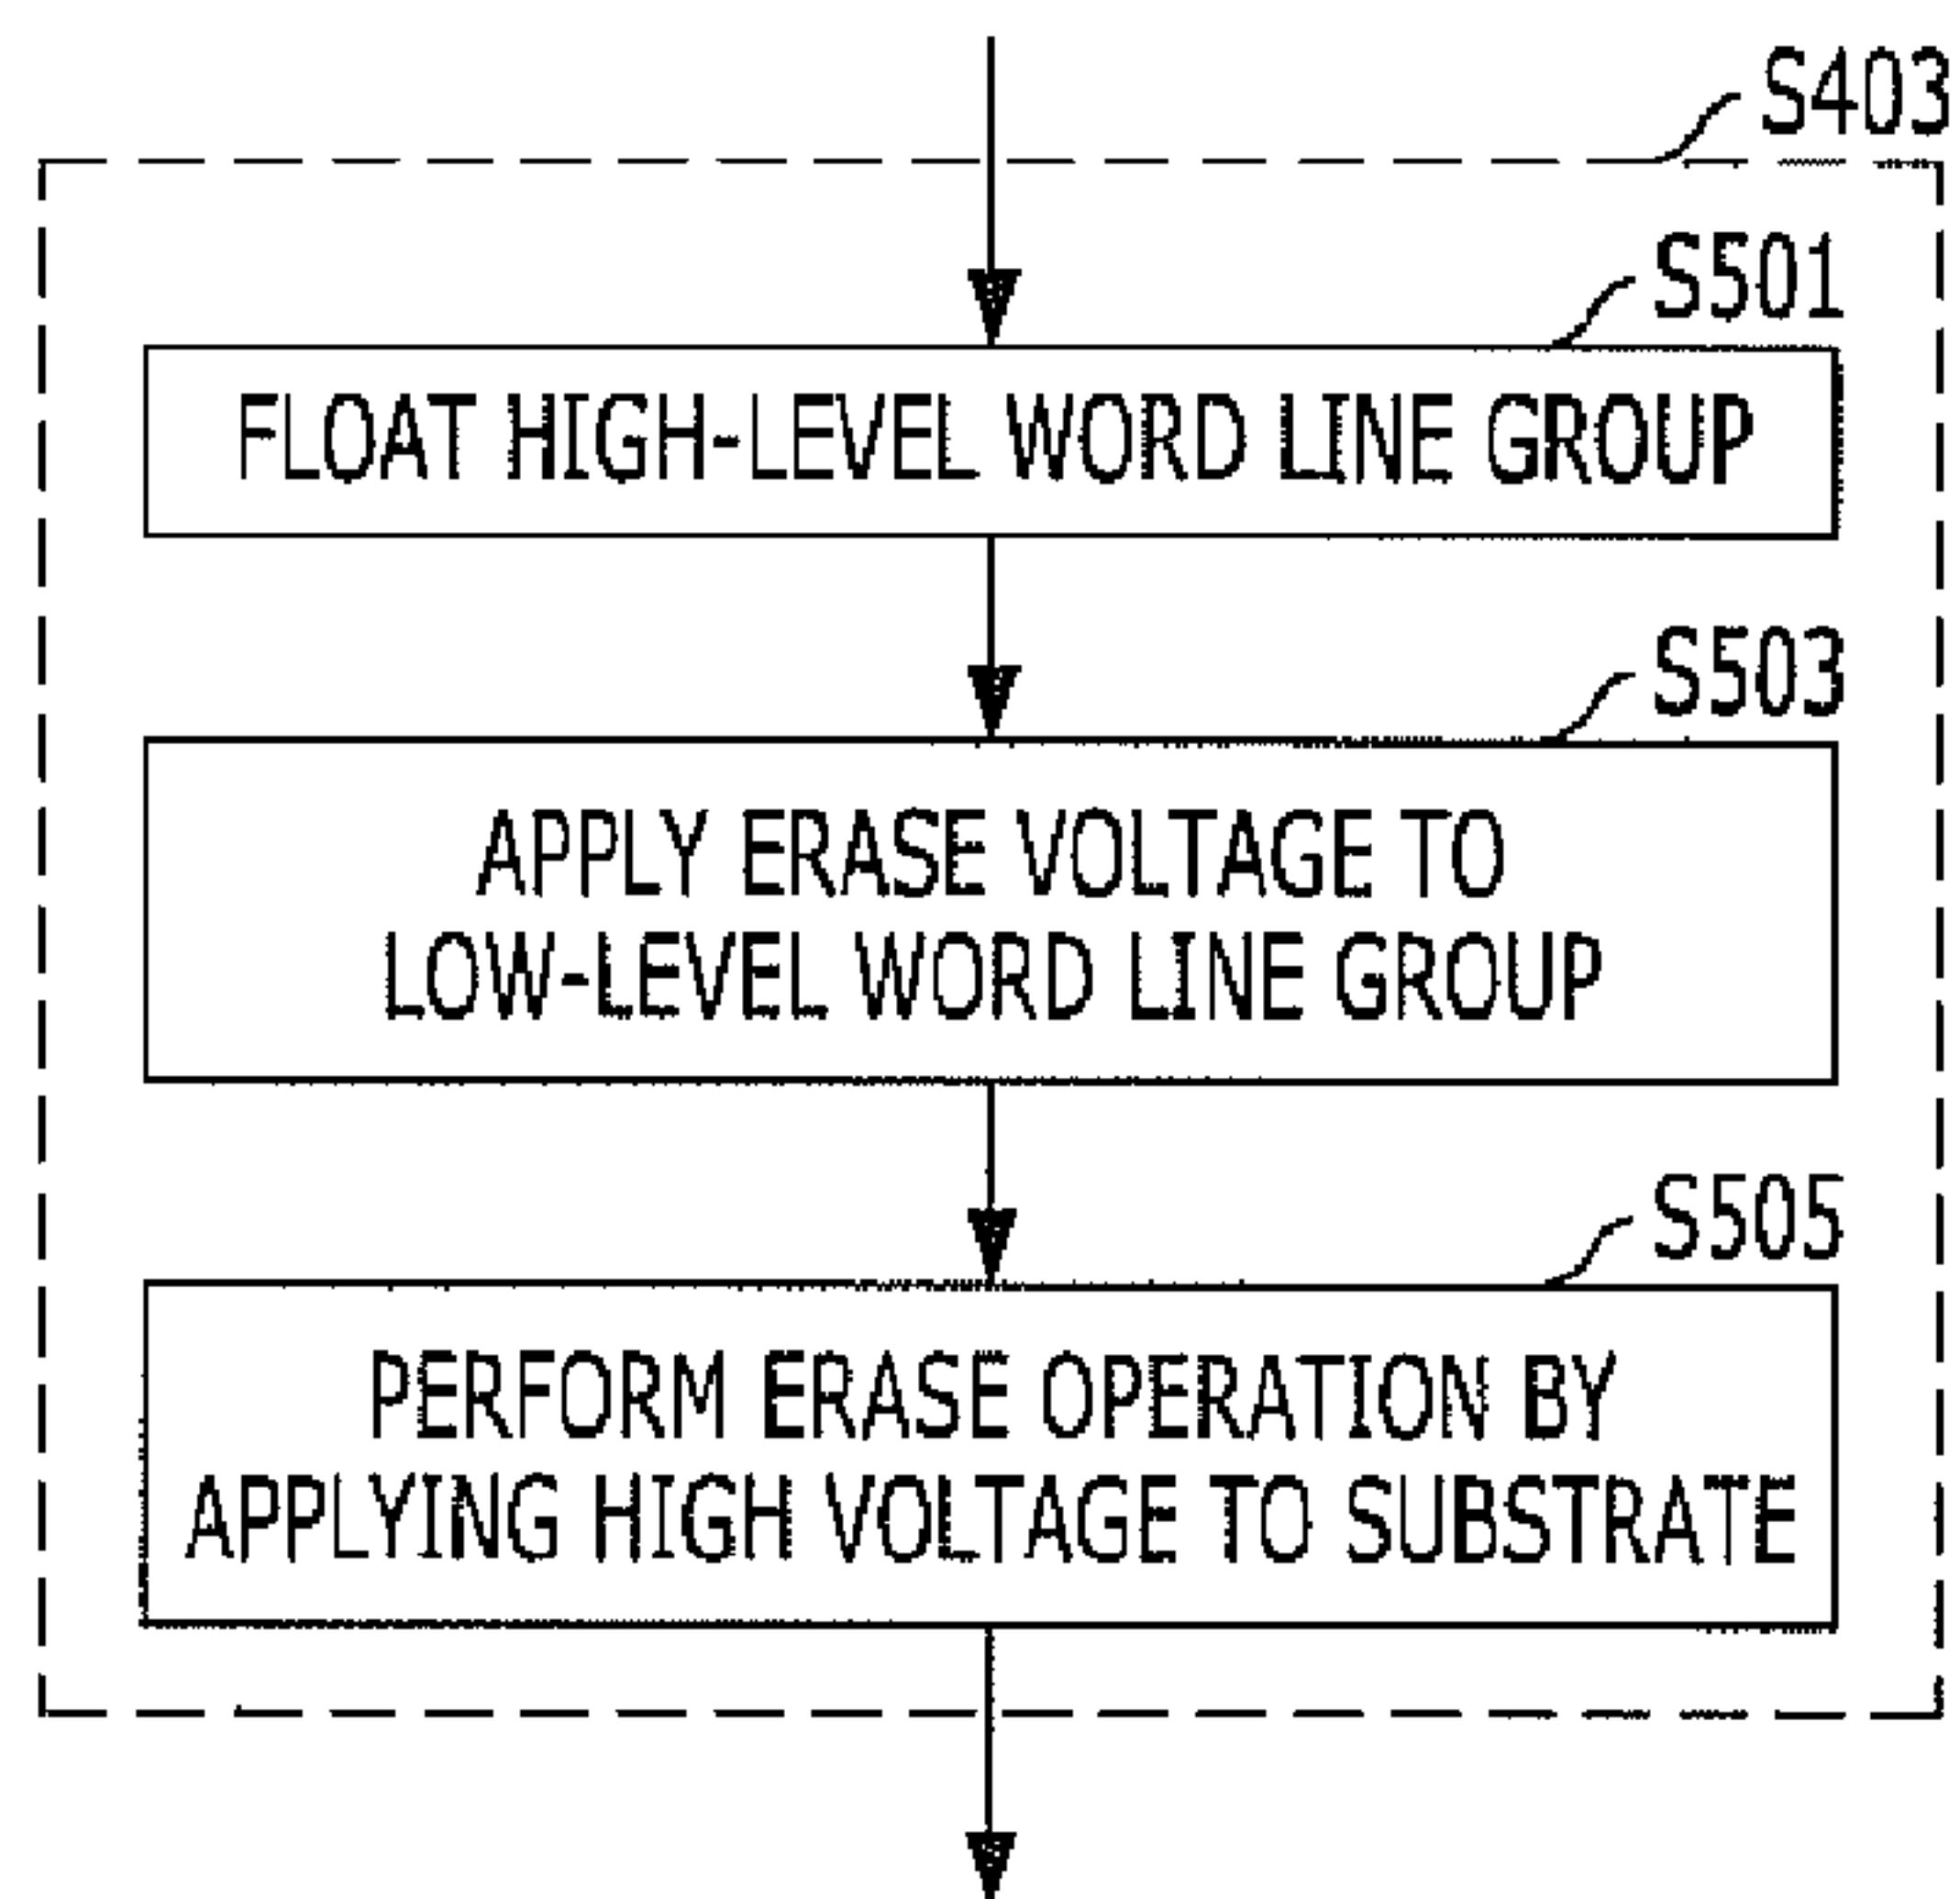 S403
S501
FLOAT HIGH-LEVEL WORD LINE GROUP
S503
APPLY ERASE VOLTAGE TO
LOW-LEVEL WORD LINE GROUP
S505
PERFORM ERASE OPERATION BY
APPLYING HIGH VOLTAGE TO SUBSTRATE